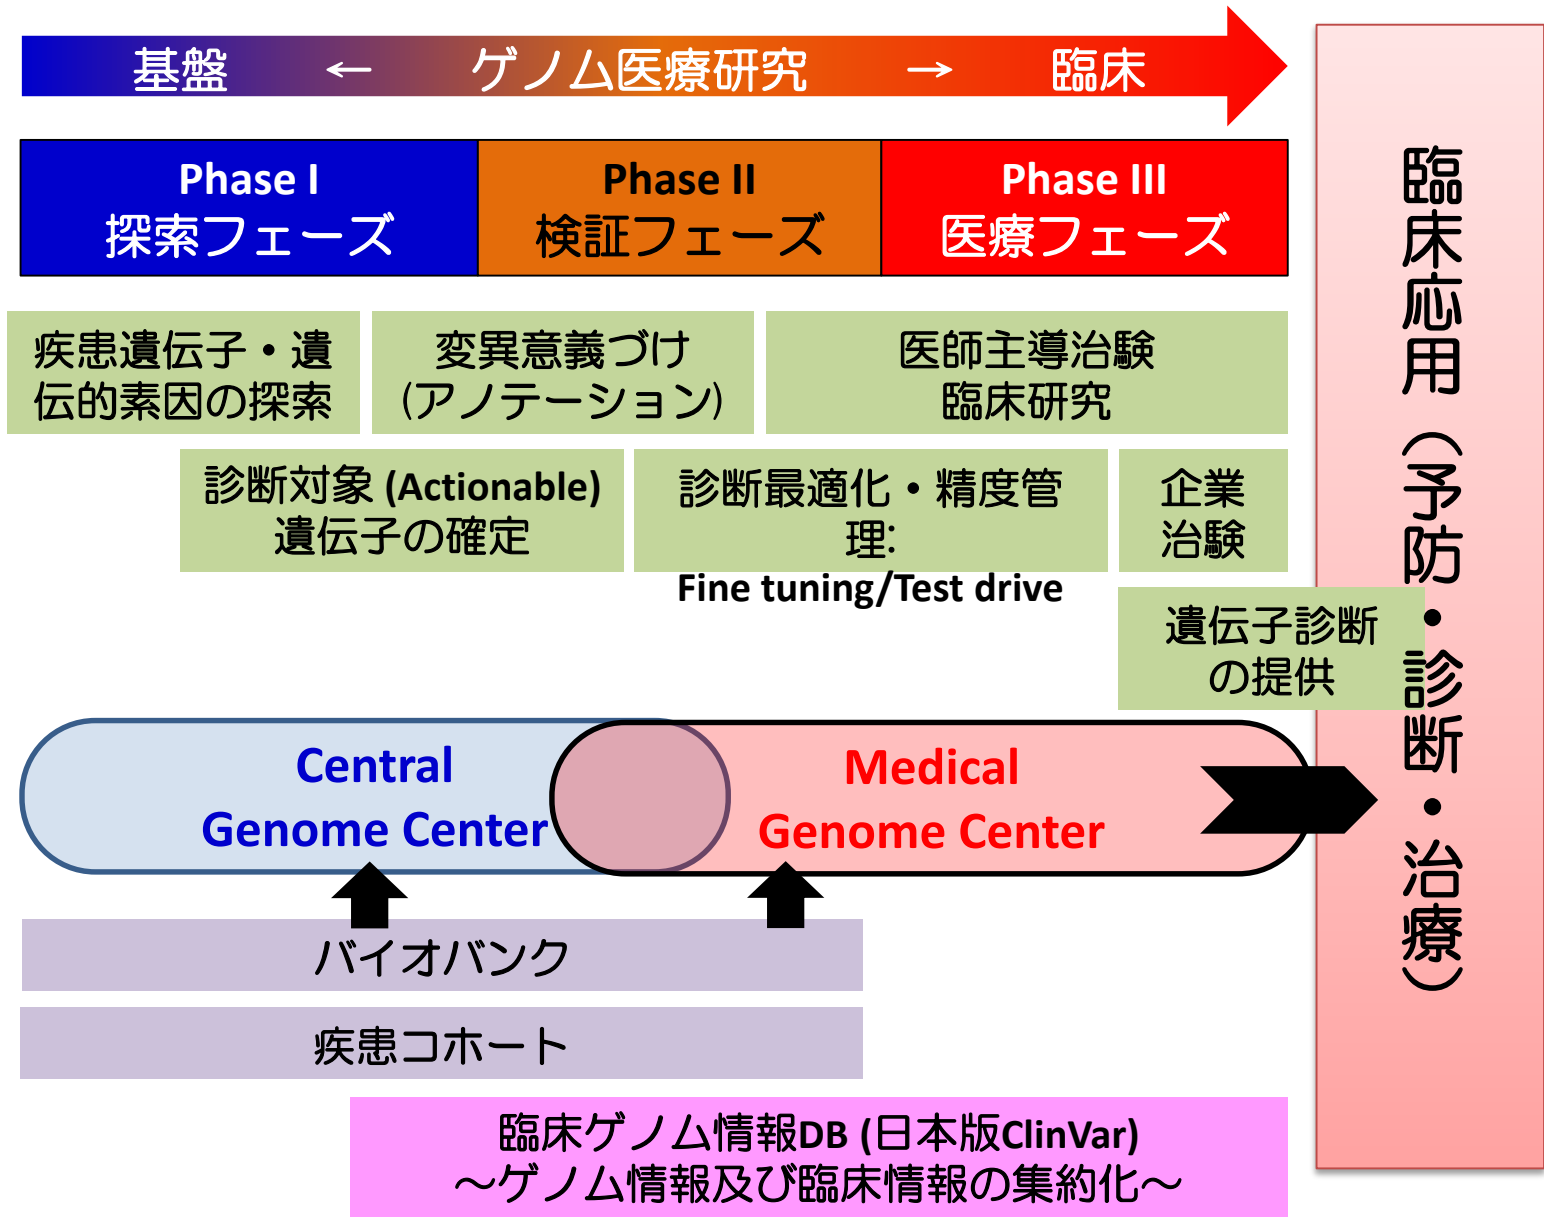 基盤 ← ゲノム医療研究 → 臨床
Phase I
探索フェーズ
Phase II
検証フェーズ
Phase III
医療フェーズ
疾患遺伝子・遺
伝的素因の探索
変異意義づけ
(アノテーション)
医師主導治験
臨床研究
診断対象 (Actionable)
遺伝子の確定
診断最適化・精度管
理:
Fine tuning/Test drive
企業
治験
遺伝子診断
の提供
臨床応用（予防・診断・治療）
Central
Genome Center
Medical
Genome Center
バイオバンク
疾患コホート
臨床ゲノム情報DB (日本版ClinVar)
～ゲノム情報及び臨床情報の集約化～